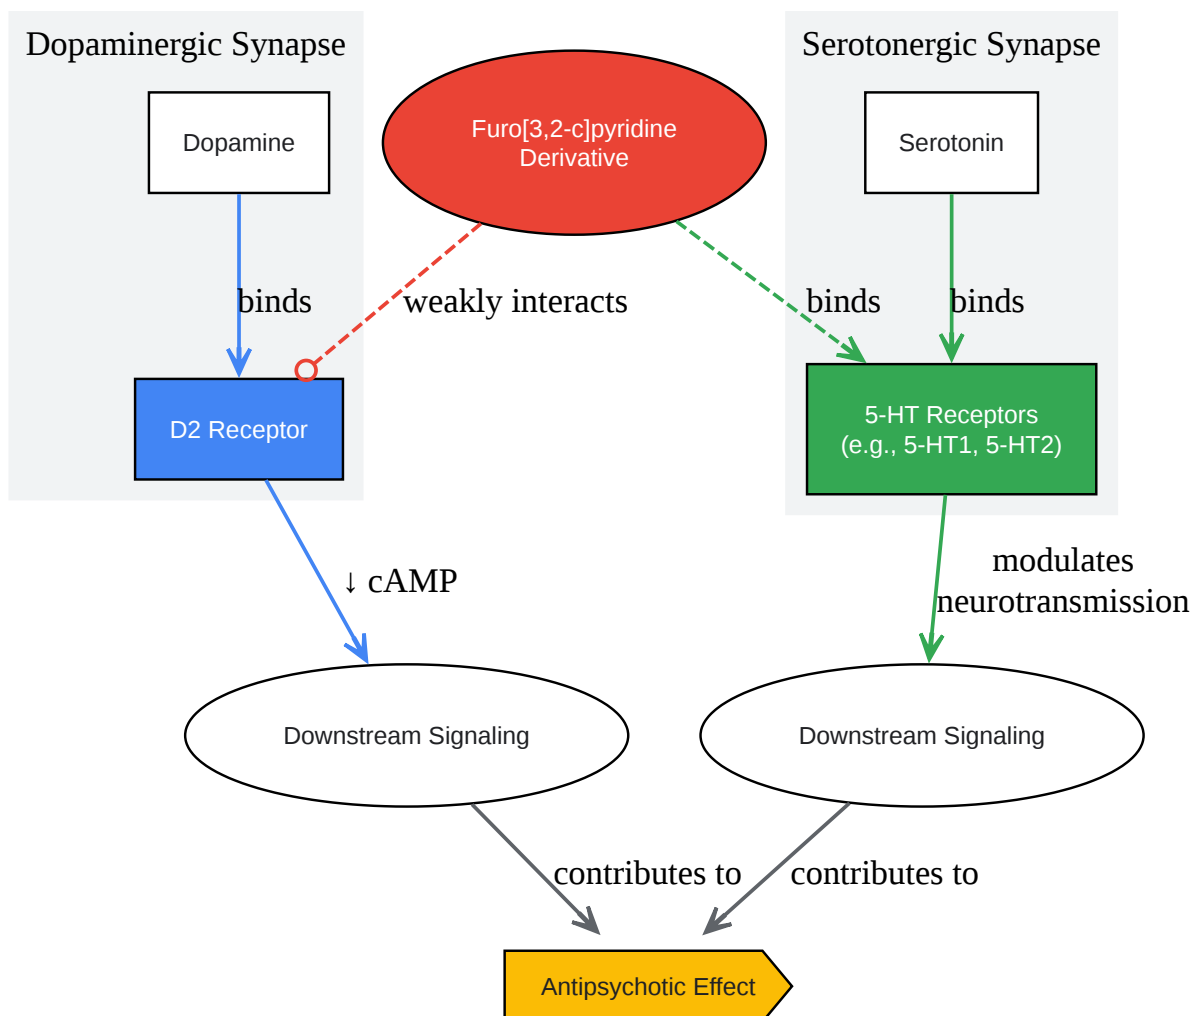 Dopaminergic Synapse
Serotonergic Synapse
Dopamine
Furo[3,2-c]pyridine
Derivative
Serotonin
binds
weakly interacts
binds
binds
D2 Receptor
5-HT Receptors
(e.g., 5-HT1, 5-HT2)
↓ cAMP
modulates
neurotransmission
Downstream Signaling
Downstream Signaling
contributes to
contributes to
Antipsychotic Effect